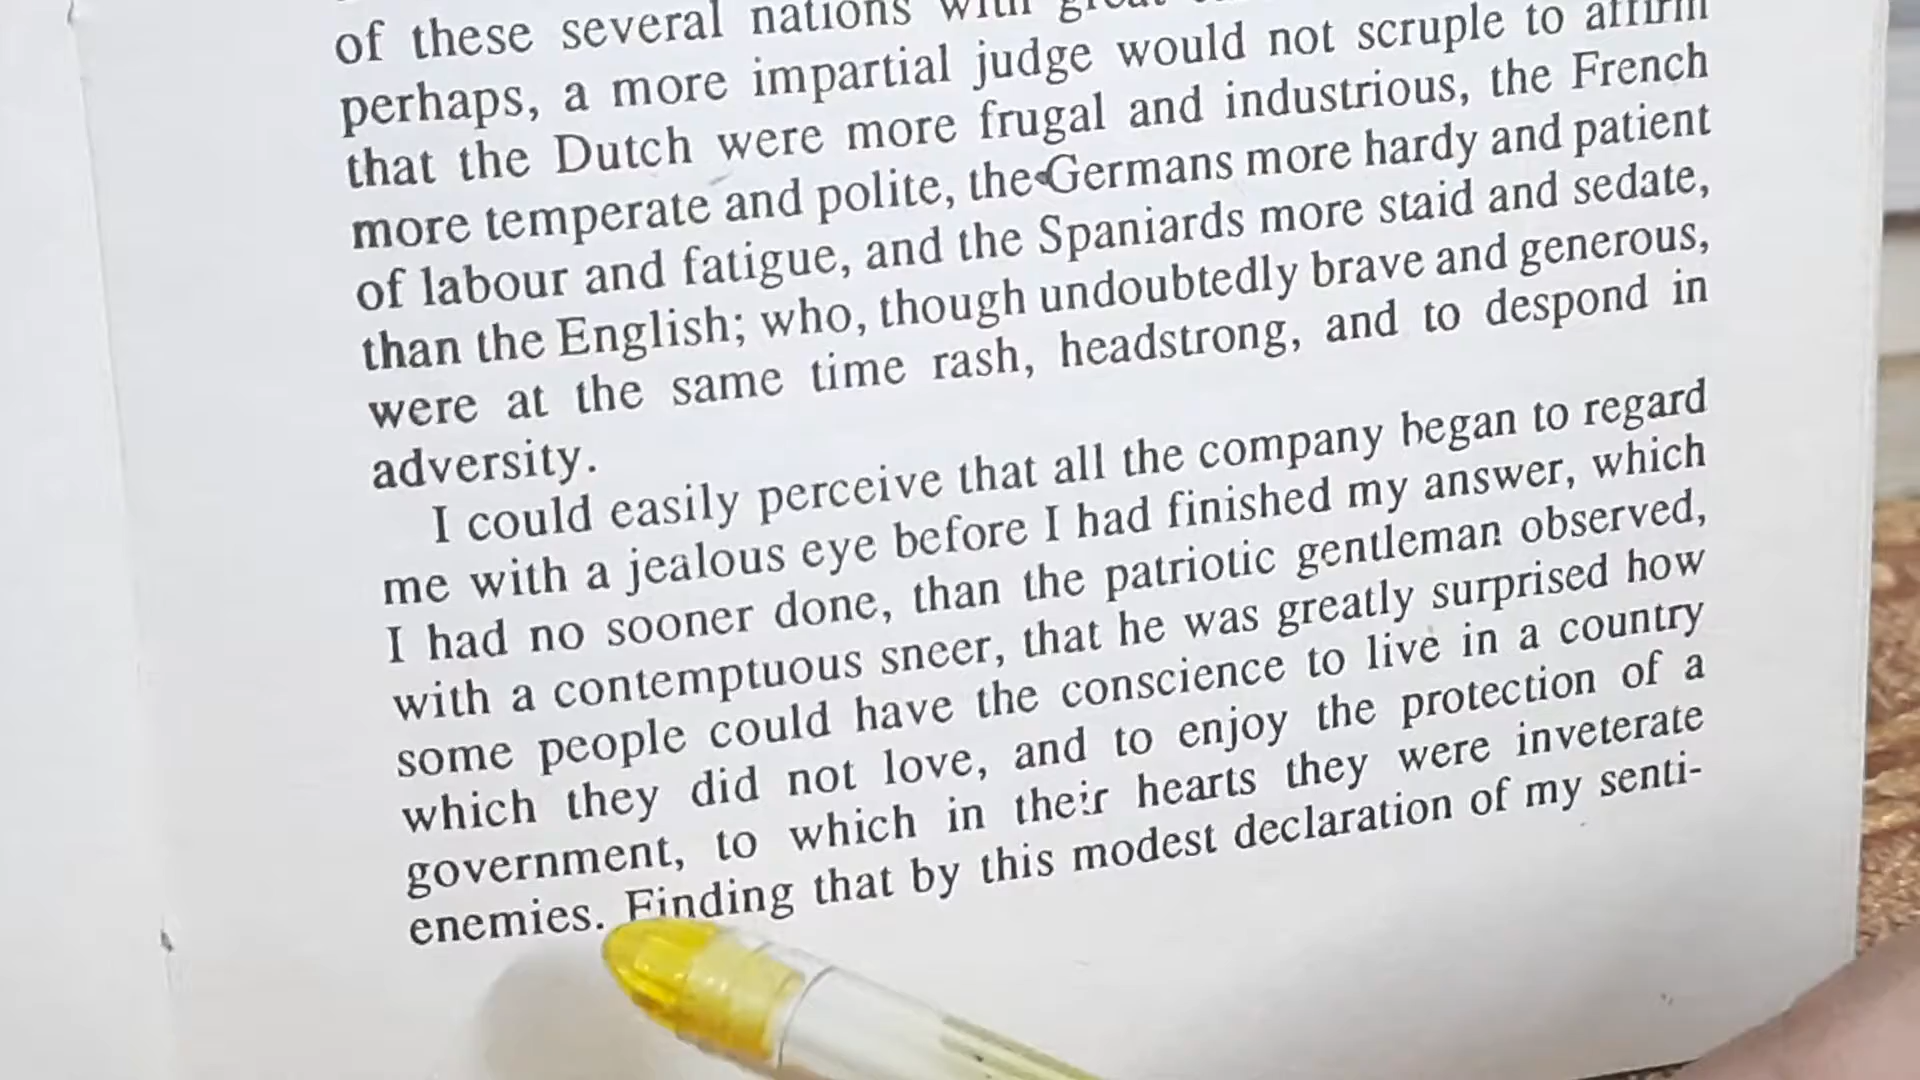 of these several nations with great
perhaps, a more impartial judge would not scruple to affirm
that the Dutch were more frugal and industrious, the French
more temperate and polite, the Germans more hardy and patient
of labour and fatigue, and the Spaniards more staid and sedate,
than the English; who, though undoubtedly brave and generous,
were at the same time rash, headstrong, and to despond in
adversity.
I could easily perceive that all the company began to regard
me with a jealous eye before I had finished my answer, which
I had no sooner done, than the patriotic gentleman observed,
with a contemptuous sneer, that he was greatly surprised how
some people could have the conscience to live in a country
which they did not love, and to enjoy the protection of a
government, to which in their hearts they were inveterate
enemies. Finding that by this modest declaration of my senti-